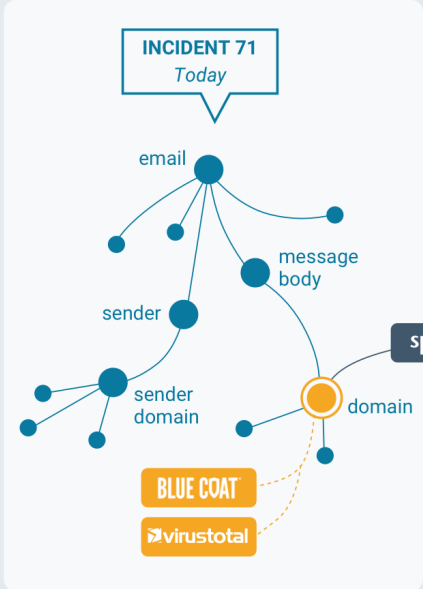 INCIDENT 71
Today
email
message
body
sender
sender
domain
domain
BLUE COAT
virustotal